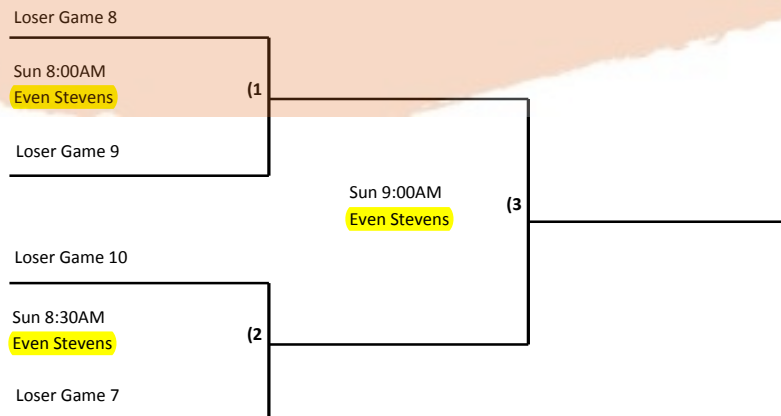 Loser Game 8
Sun 8:00AM
Even Stevens
(1
Loser Game 9
Sun 9:00AM
Even Stevens
(3
Loser Game 10
Sun 8:30AM
Even Stevens
(2
Loser Game 7